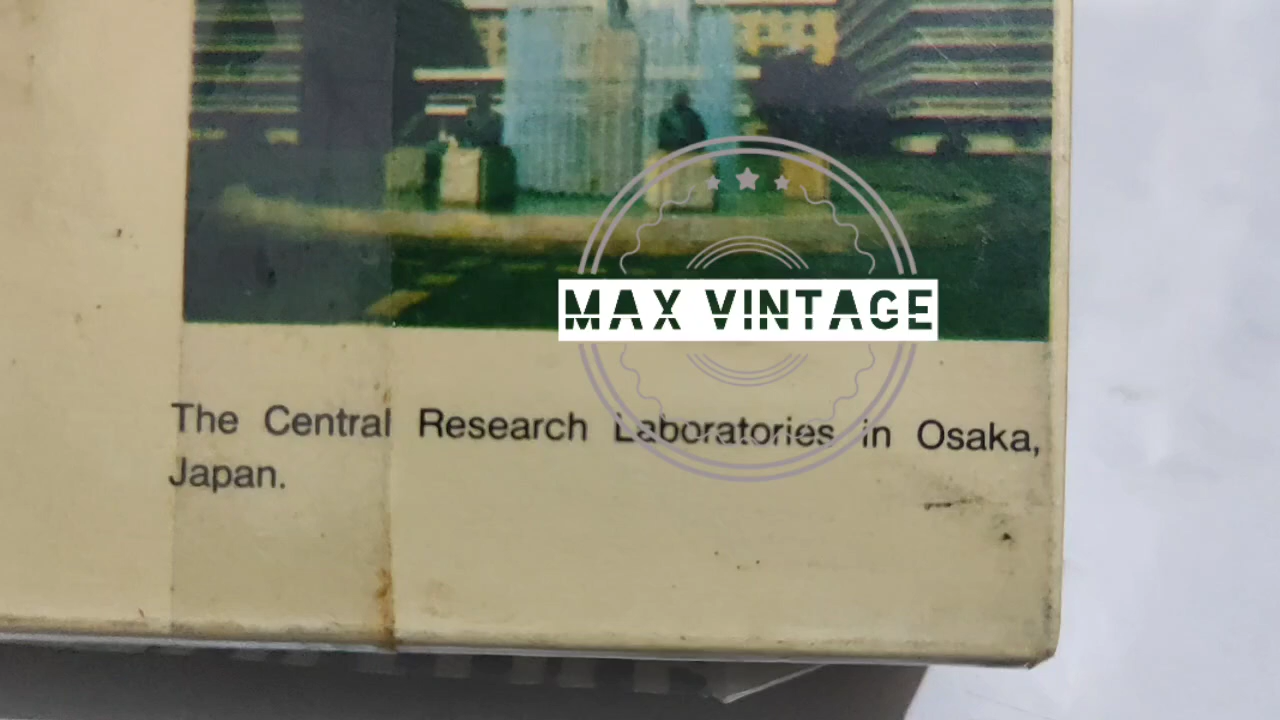 MAX VINTAGE
The Central Research Laboratories in Osaka,
Japan.